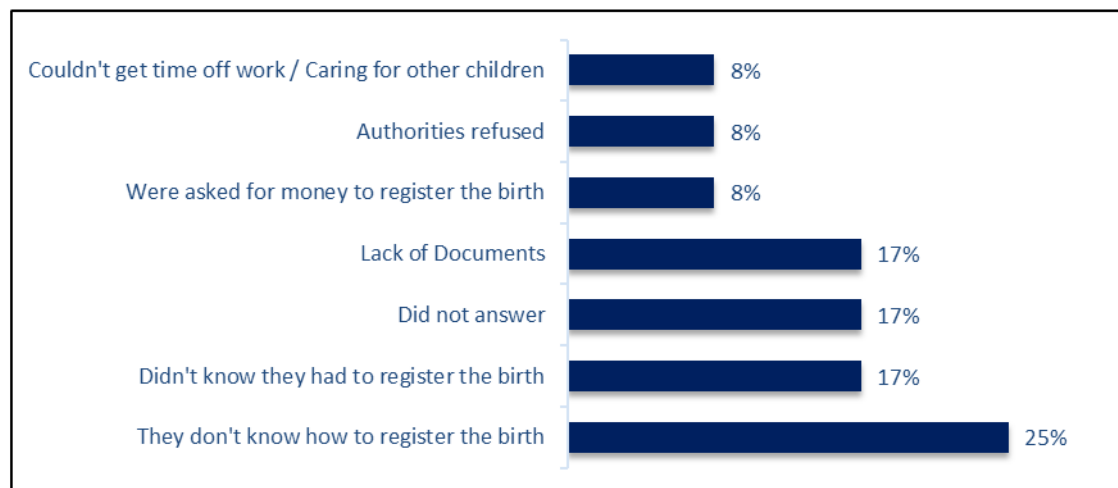 Couldn't get time off work / Caring for other children 8%
Authorities refused 8%
Were asked for money to register the birth 8%
Lack of Documents 17%
Did not answer 17%
Didn't know they had to register the birth 17%
They don't know how to register the birth 25%